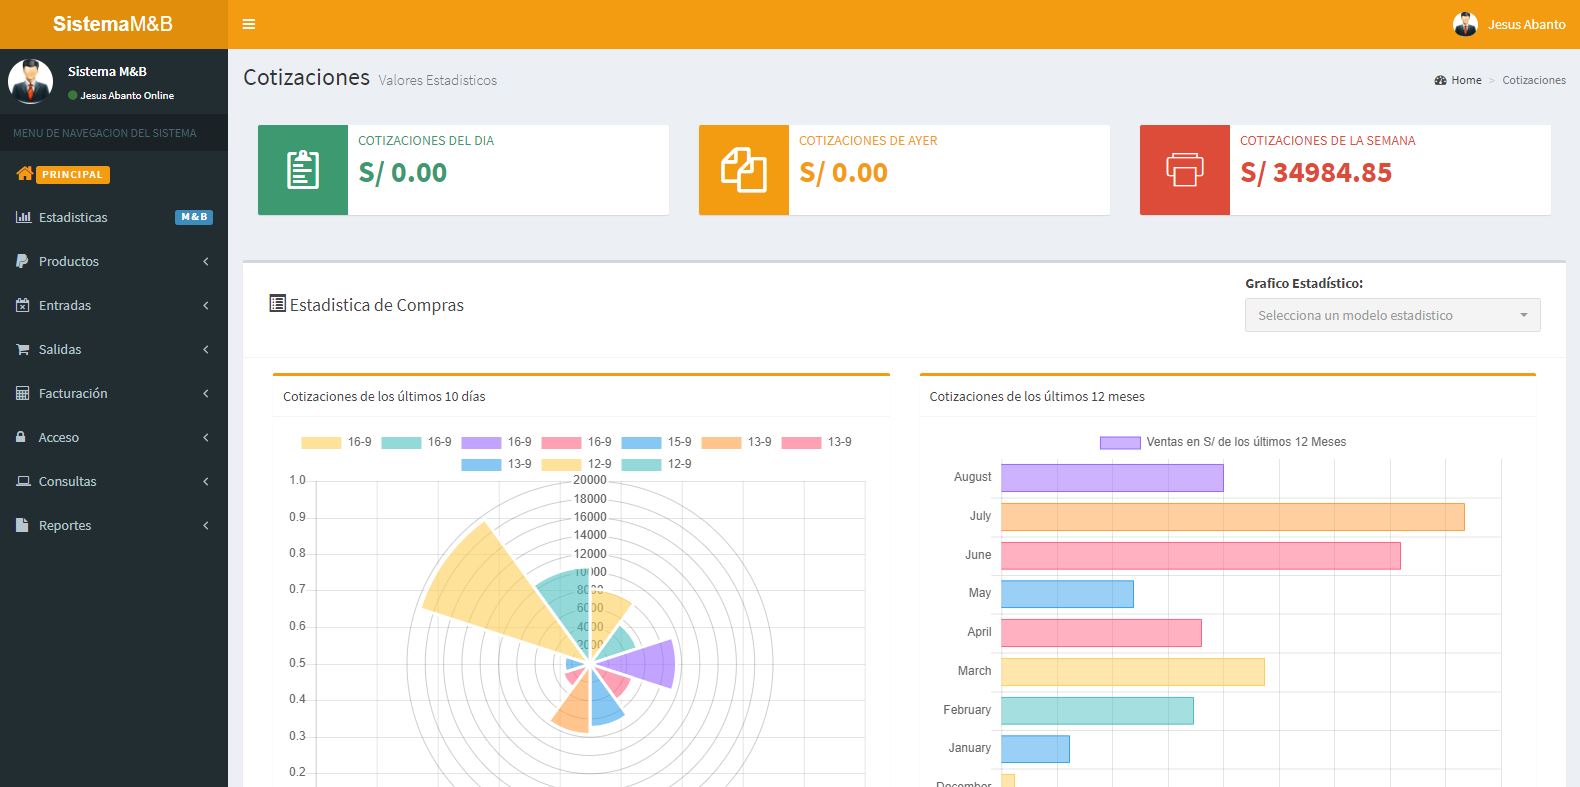 SistemaM&B
Jesus Abanto
Sistema M&B
Jesus Abanto Online
MENU DE NAVEGACION DEL SISTEMA
PRINCIPAL
Estadisticas M&B
Productos
Entradas
Salidas
Facturación
Acceso
Consultas
Reportes
Cotizaciones Valores Estadisticos
Home > Cotizaciones
COTIZACIONES DEL DIA
S/ 0.00
COTIZACIONES DE AYER
S/ 0.00
COTIZACIONES DE LA SEMANA
S/ 34984.85
Estadistica de Compras
Grafico Estadístico:
Selecciona un modelo estadistico
Cotizaciones de los últimos 10 días
16-9 16-9 16-9 16-9 15-9 13-9 13-9
13-9 12-9 12-9
1.0
0.9
0.8
0.7
0.6
0.5
0.4
0.3
0.2
20000
18000
16000
14000
12000
10000
8000
6000
4000
2000
Cotizaciones de los últimos 12 meses
Ventas en S/ de los últimos 12 Meses
August
July
June
May
April
March
February
January
December